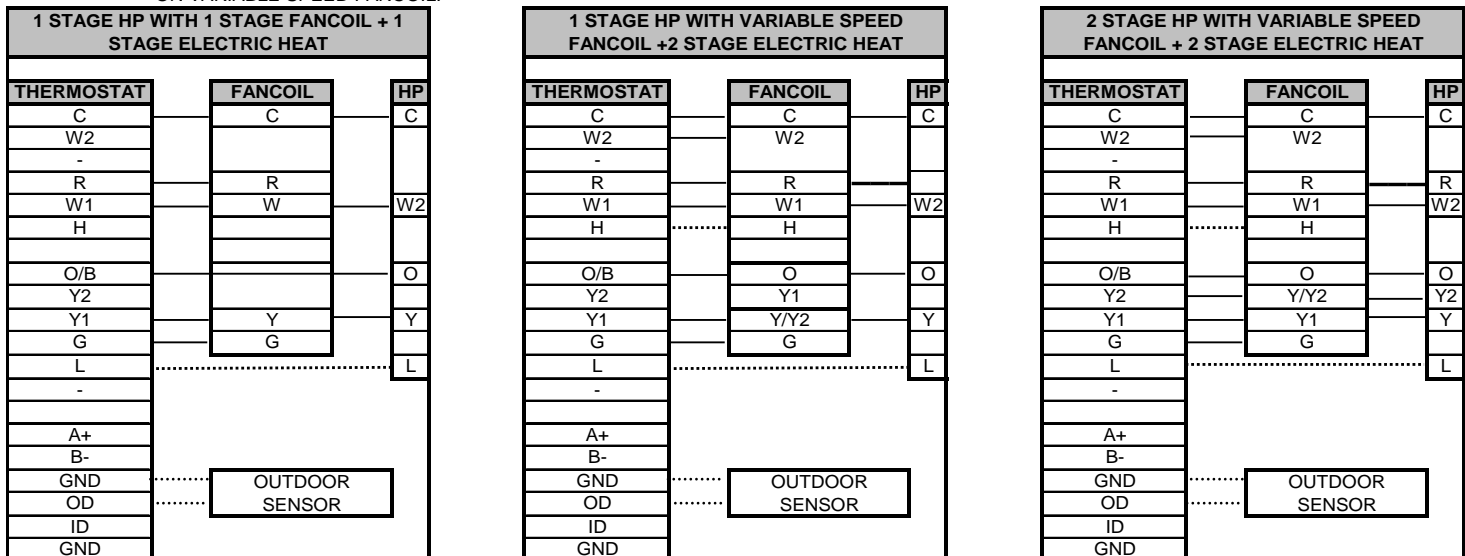 1 STAGE HP WITH 1 STAGE FANCOIL + 1
STAGE ELECTRIC HEAT
THERMOSTAT FANCOIL HP
C C C
W2
-
R R
W1 W W2
H
O/B O
Y2
Y1 Y Y
G G
L L
-
A+
B-
GND OUTDOOR
OD SENSOR
ID
GND
1 STAGE HP WITH VARIABLE SPEED
FANCOIL +2 STAGE ELECTRIC HEAT
THERMOSTAT FANCOIL HP
C C C
W2 W2
-
R R
W1 W1 W2
H H
O/B O O
Y2 Y1
Y1 Y/Y2 Y
G G
L L
-
A+
B-
GND OUTDOOR
OD SENSOR
ID
GND
2 STAGE HP WITH VARIABLE SPEED
FANCOIL + 2 STAGE ELECTRIC HEAT
THERMOSTAT FANCOIL HP
C C C
W2 W2
-
R R R
W1 W1 W2
H H
O/B O O
Y2 Y/Y2 Y2
Y1 Y1 Y
G G
L L
-
A+
B-
GND OUTDOOR
OD SENSOR
ID
GND